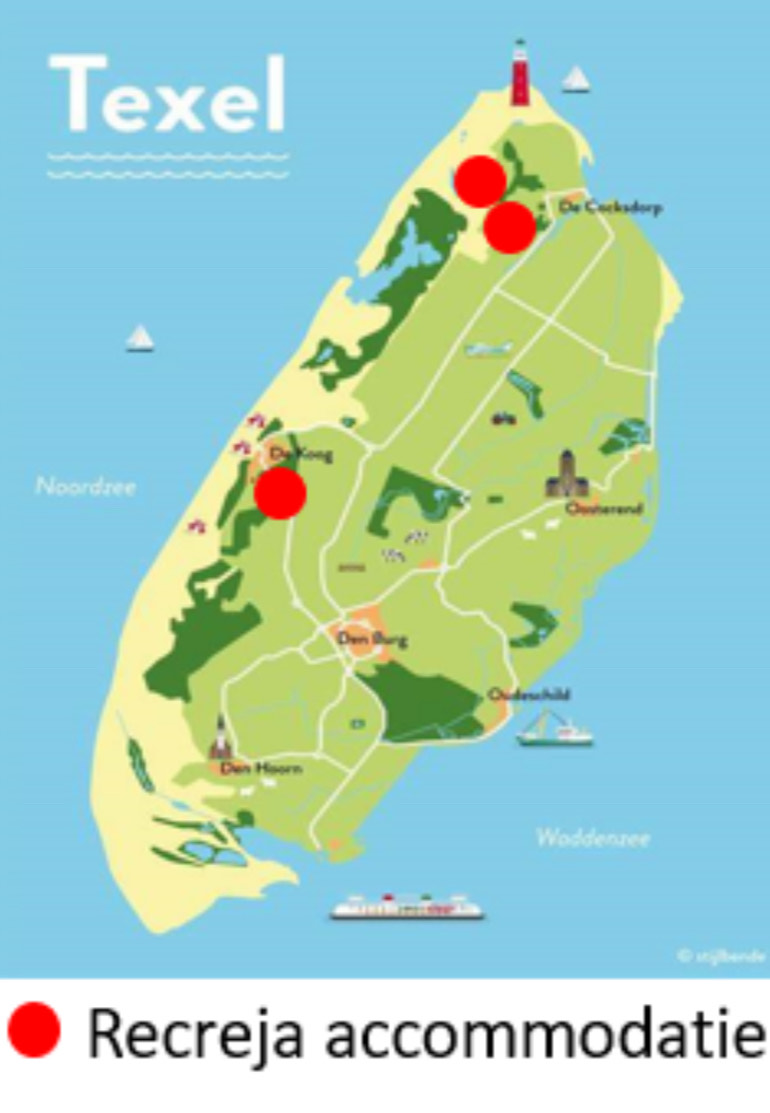 Texel
De Cocksdorp
De Koog
Noordzee
Oosterend
Den Burg
Oudeschild
Den Hoorn
Waddenzee
© stijlbende
Recreja accommodatie